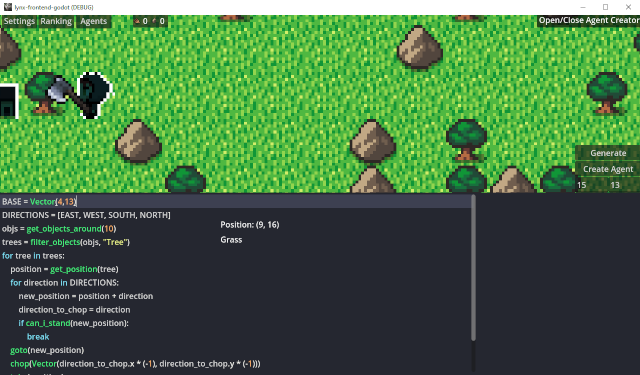 lynx-frontend-godot (DEBUG)
Settings Ranking Agents 0 0 Open/Close Agent Creator
Generate
Create Agent
15 13
BASE = Vector(4,13)
DIRECTIONS = [EAST, WEST, SOUTH, NORTH]
objs = get_objects_around(10)
trees = filter_objects(objs, "Tree")
for tree in trees:
position = get_position(tree)
for direction in DIRECTIONS:
new_position = position + direction
direction_to_chop = direction
if can_i_stand(new_position):
break
goto(new_position)
chop(Vector(direction_to_chop.x * (-1), direction_to_chop.y * (-1)))
Position: (9, 16)
Grass